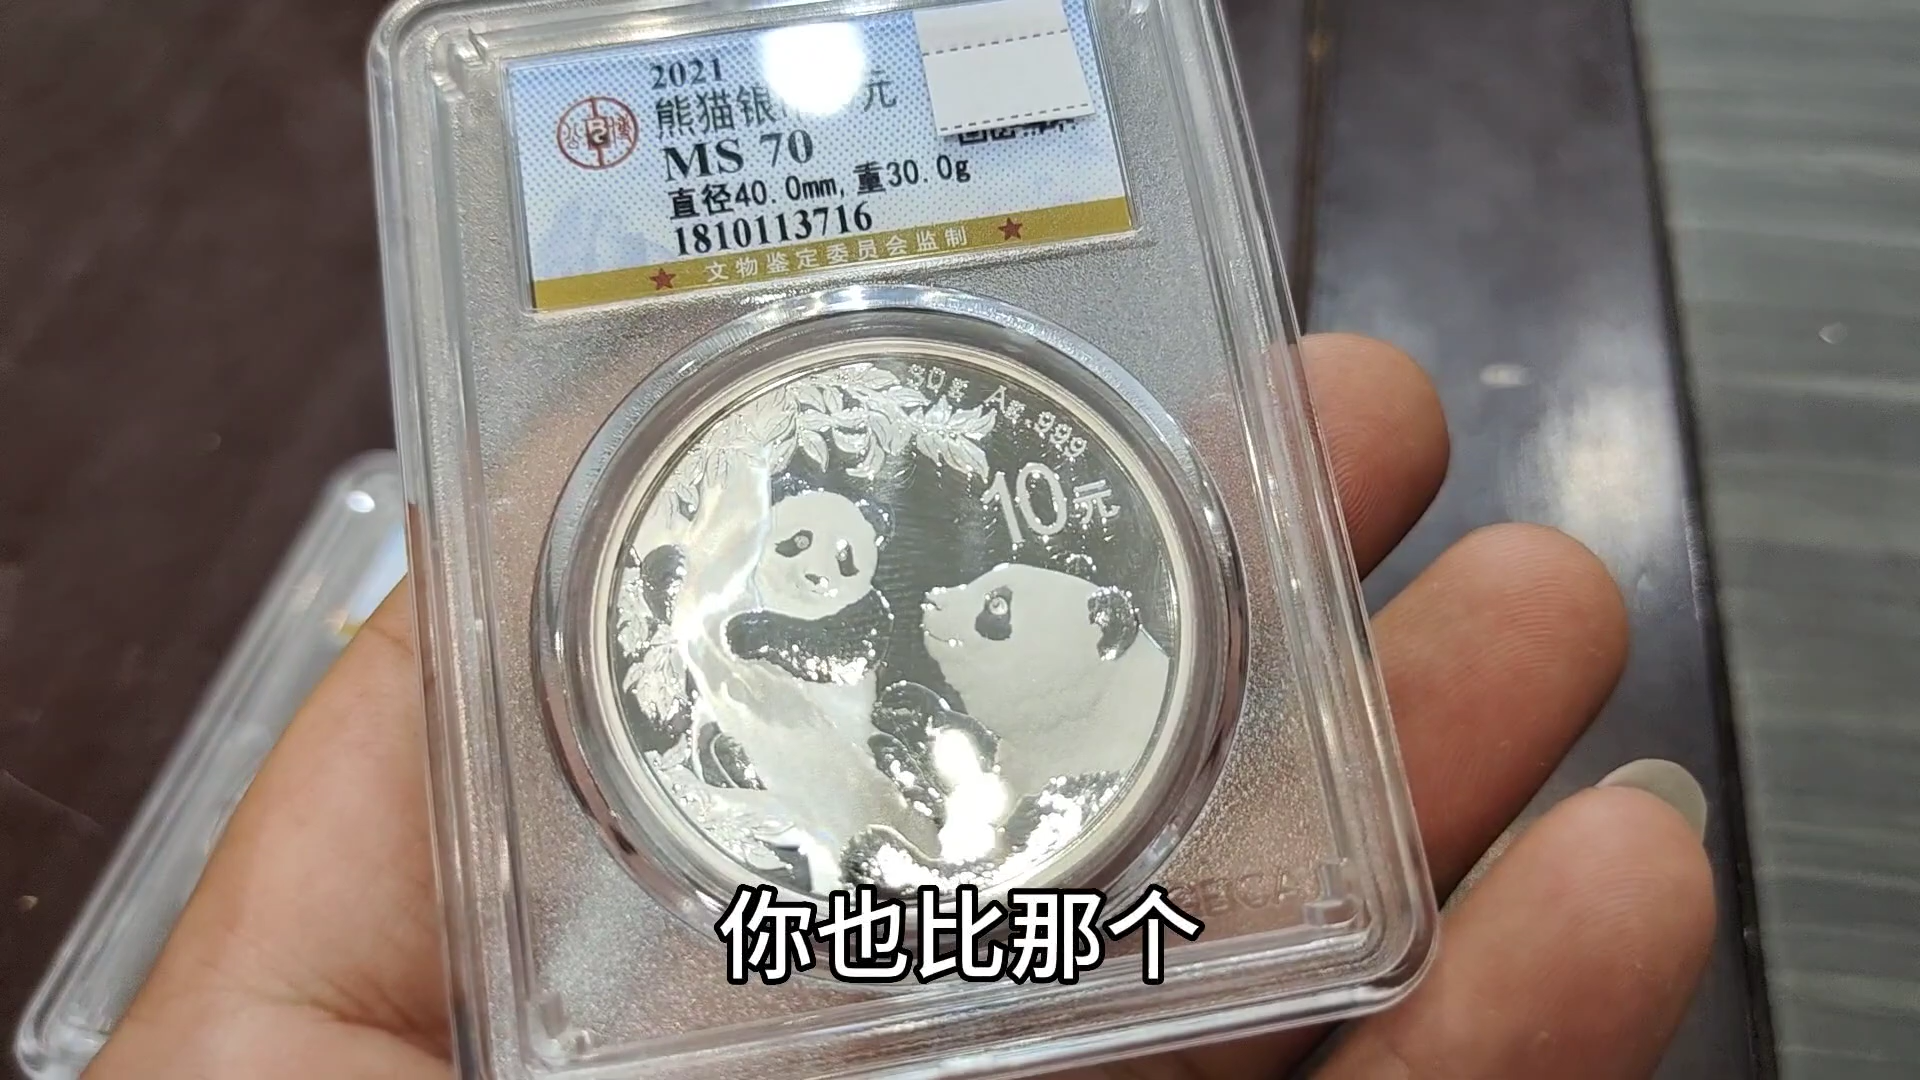 2021
熊猫银 元
MS 70
直径40.0mm,重30.0g
1810113716
文物鉴定委员会监制
30g Ag.999
10元
你也比那个